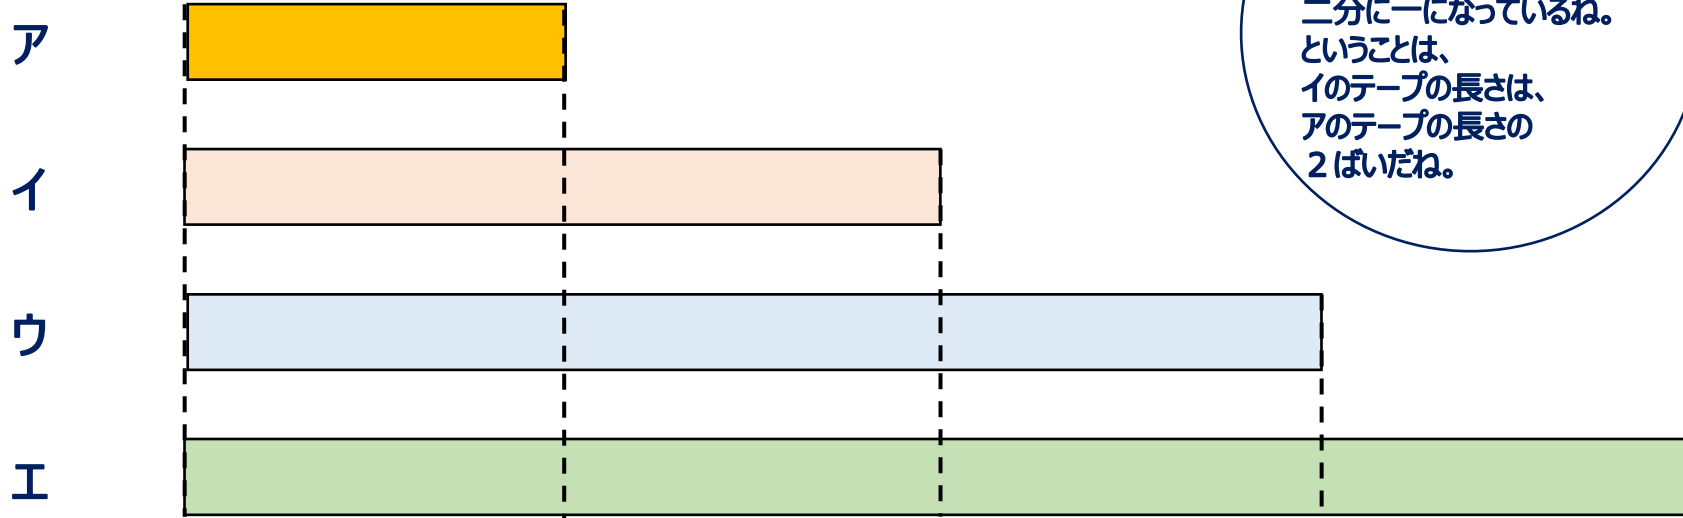 ア
二分に一になっているね。
ということは、
イのテープの長さは、
アのテープの長さの
２ばいだね。
イ
ウ
エ